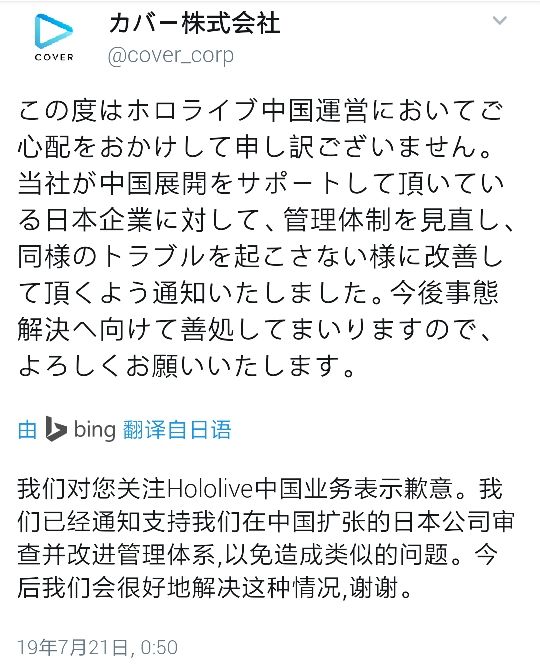 カバー株式会社
COVER
@cover_corp
この度はホロライブ中国運営においてご
心配をおかけして申し訳ございません。
当社が中国展開をサポートして頂いてい
る日本企業に対して、管理体制を見直し、
同様のトラブルを起こさない様に改善し
て頂くよう通知いたしました。今後事態
解決へ向けて善処してまいりますので、
よろしくお願いいたします。
由 bing 翻译自日语
我们对您关注Hololive中国业务表示歉意。我
们已经通知支持我们在中国扩张的日本公司审
查并改进管理体系,以免造成类似的问题。今
后我们会很好地解决这种情况,谢谢。
19年7月21日, 0:50